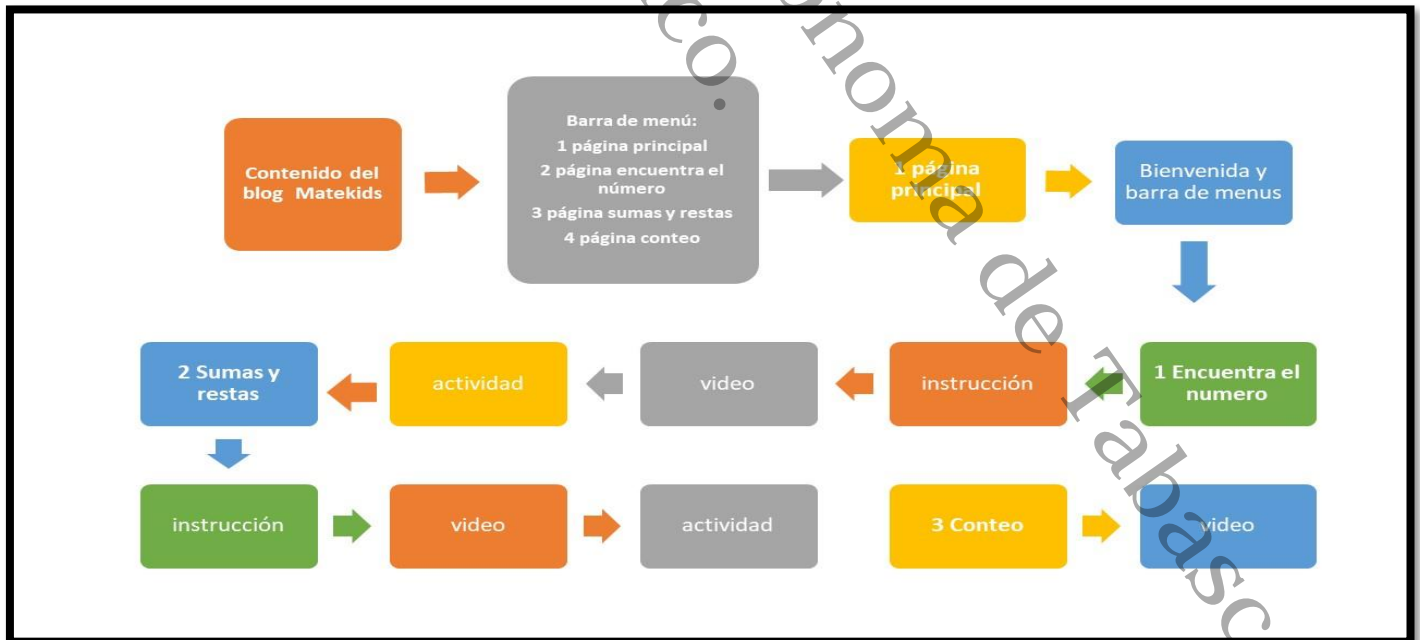 Contenido del
blog Matekids
Barra de menú:
1 página principal
2 página encuentra el
número
3 página sumas y restas
4 página conteo
1 página
principal
Bienvenida y
barra de menus
1 Encuentra el
numero
instrucción
video
actividad
2 Sumas y
restas
instrucción
video
actividad
3 Conteo
video
de Tabasc